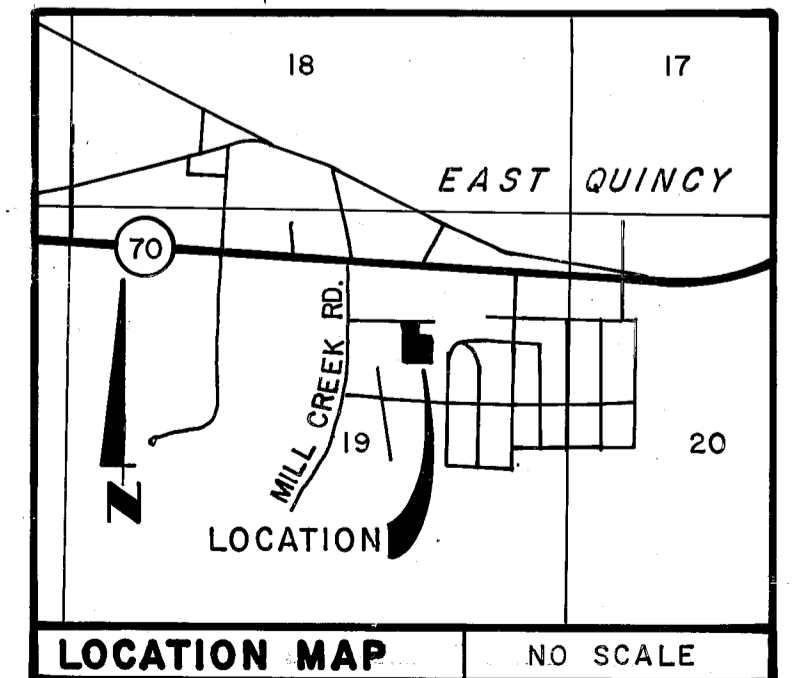 18
17
EAST QUINCY
70
MILL CREEK RD.
19
20
N
LOCATION
LOCATION MAP
NO SCALE